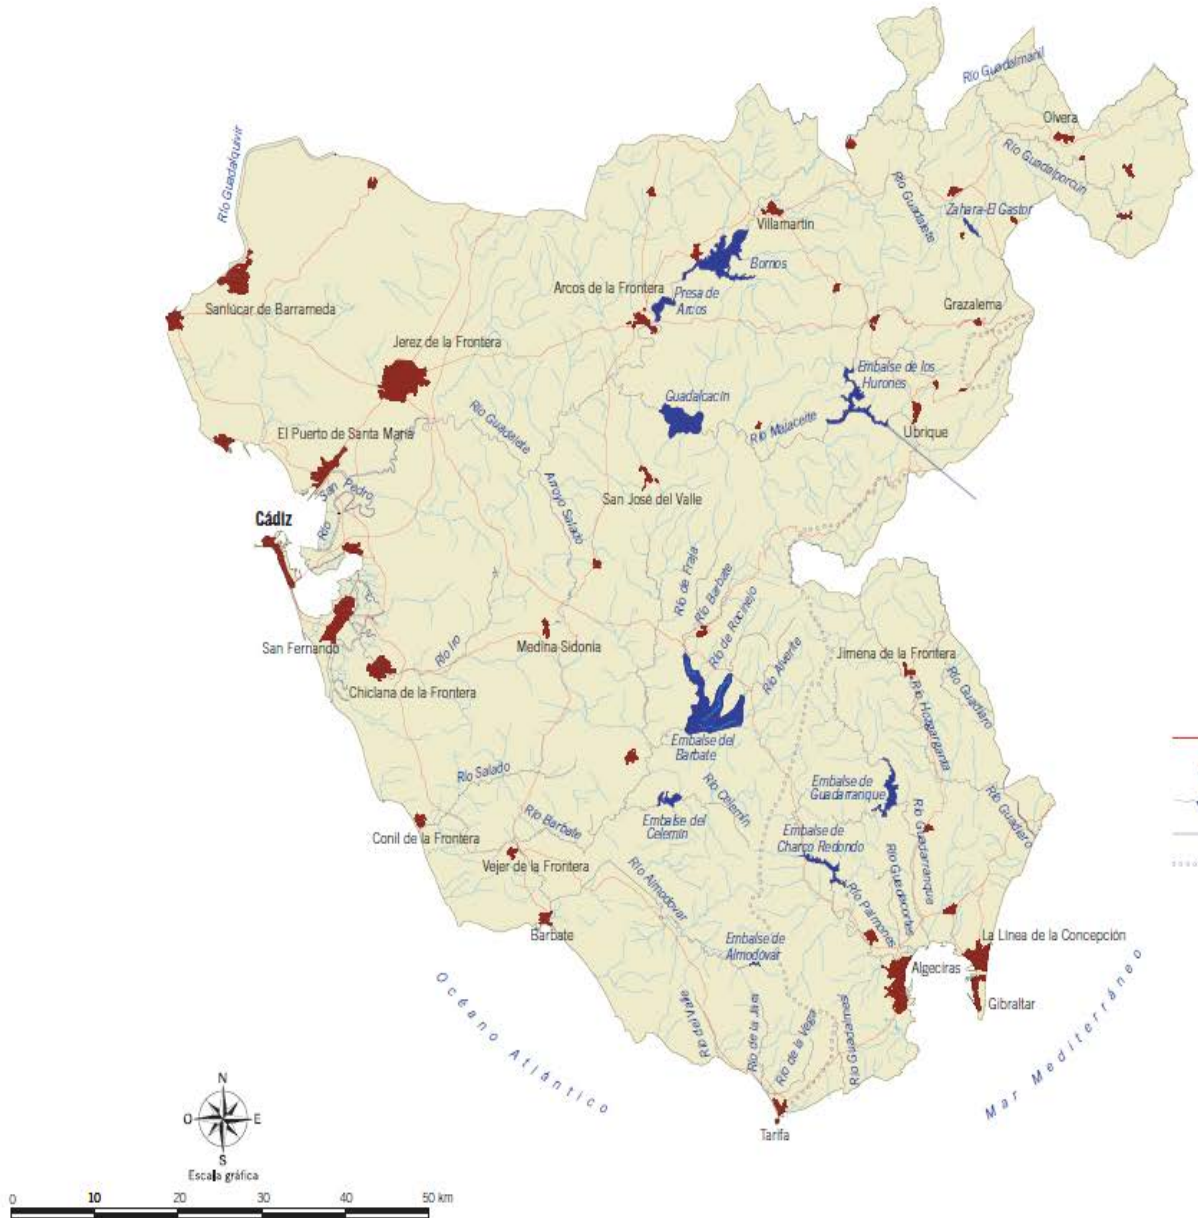 Río Guadalmanil
Olvera
Río Guadalquivir
Río Guadalporcún
Río Guadalete
Zahara-El Gastor
Villamartín
Bornos
Arcos de la Frontera
Presa de
Arcos
Sanlúcar de Barrameda
Grazalema
Jerez de la Frontera
Embalse de los
Hurones
Guadalcacín
Río Guadalete
Río Majaceite
Ubrique
El Puerto de Santa María
San José del Valle
Río San Pedro
Arroyo Salado
Cádiz
Río de Fraja
Río Barbate
Río de Rocinejo
Río Alverite
San Fernando
Río Iro
Medina Sidonia
Jimena de la Frontera
Chiclana de la Frontera
Río Guadiaro
Río Hozgarganta
Embalse del
Barbate
Río Salado
Río Celemín
Embalse de
Guadarranque
Río Guadiaro
Embalse del
Celemín
Río Barbate
Conil de la Frontera
Embalse de
Charco Redondo
Río Guadarranque
Río Guadacortes
Vejer de la Frontera
Río Almodovar
Río Palmones
Barbate
Embalse de
Almodóvar
La Línea de la Concepción
Algeciras
Gibraltar
Río del Valle
Río de la Jara
Río de la Vega
Río Guadalmesí
Océano Atlántico
Mar Mediterráneo
Tarifa
N
O
E
S
Escala gráfica
0 10 20 30 40 50 km